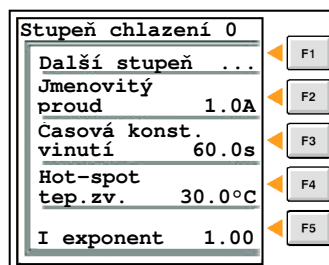 Stupeň chlazení 0
Další stupeň ...
Jmenovitý
proud 1.0A
Časová konst.
vinutí 60.0s
Hot-spot
tep.zv. 30.0°C
I exponent 1.00
F1
F2
F3
F4
F5